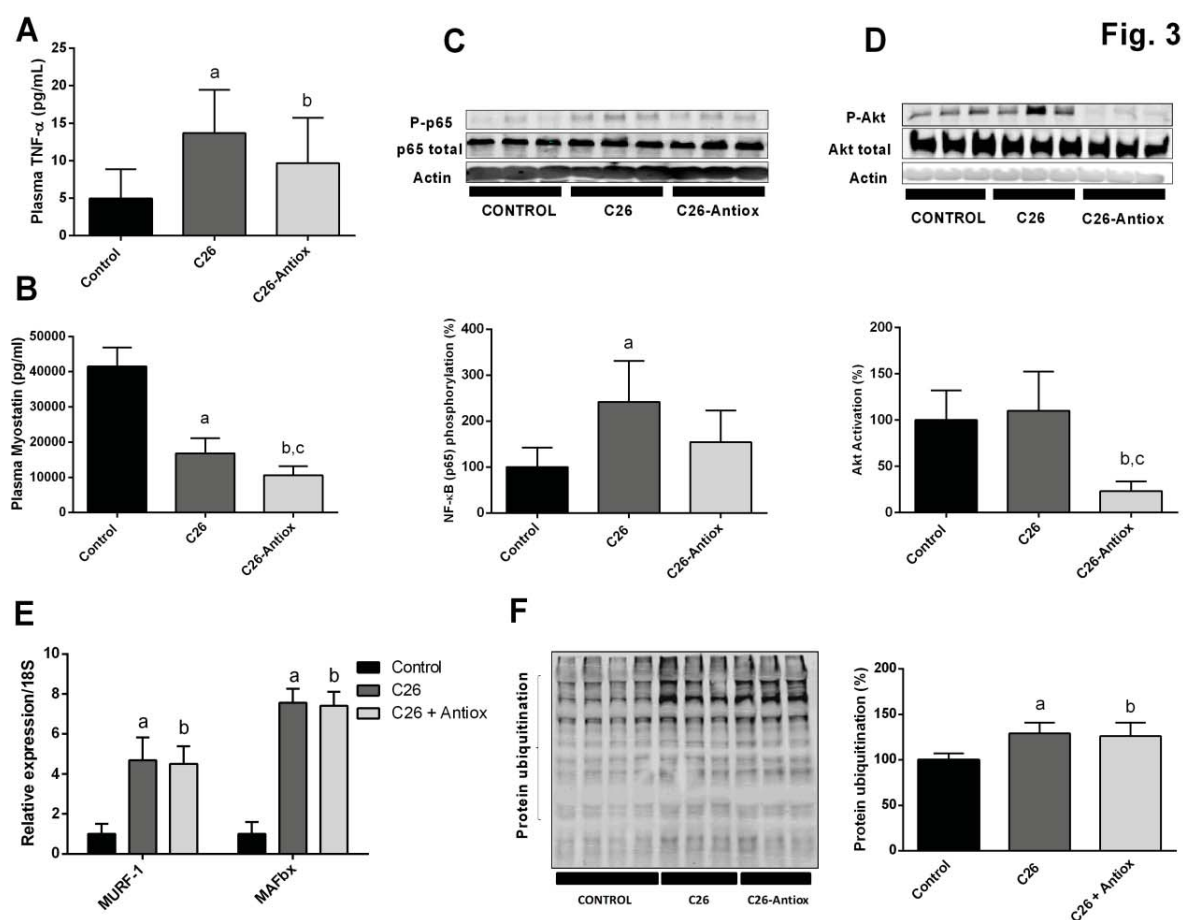 Fig. 3
A
Plasma TNF-α (pg/mL)
25
20
15
10
5
0
a
b
Control
C26
C26-Antiox
B
Plasma Myostatin (pg/ml)
50000
40000
30000
20000
10000
0
a
b,c
Control
C26
C26-Antiox
C
P-p65
p65 total
Actin
CONTROL
C26
C26-Antiox
NF-κB (p65) phosphorylation (%)
400
300
200
100
0
a
Control
C26
C26-Antiox
D
P-Akt
Akt total
Actin
CONTROL
C26
C26-Antiox
Akt Activation (%)
200
150
100
50
0
b,c
Control
C26
C26-Antiox
E
Relative expression/18S
10
8
6
4
2
0
a
b
a
b
MURF-1
MAFbx
Control
C26
C26 + Antiox
F
Protein ubiquitination
CONTROL
C26
C26-Antiox
Protein ubiquitination (%)
200
150
100
50
0
a
b
Control
C26
C26 + Antiox